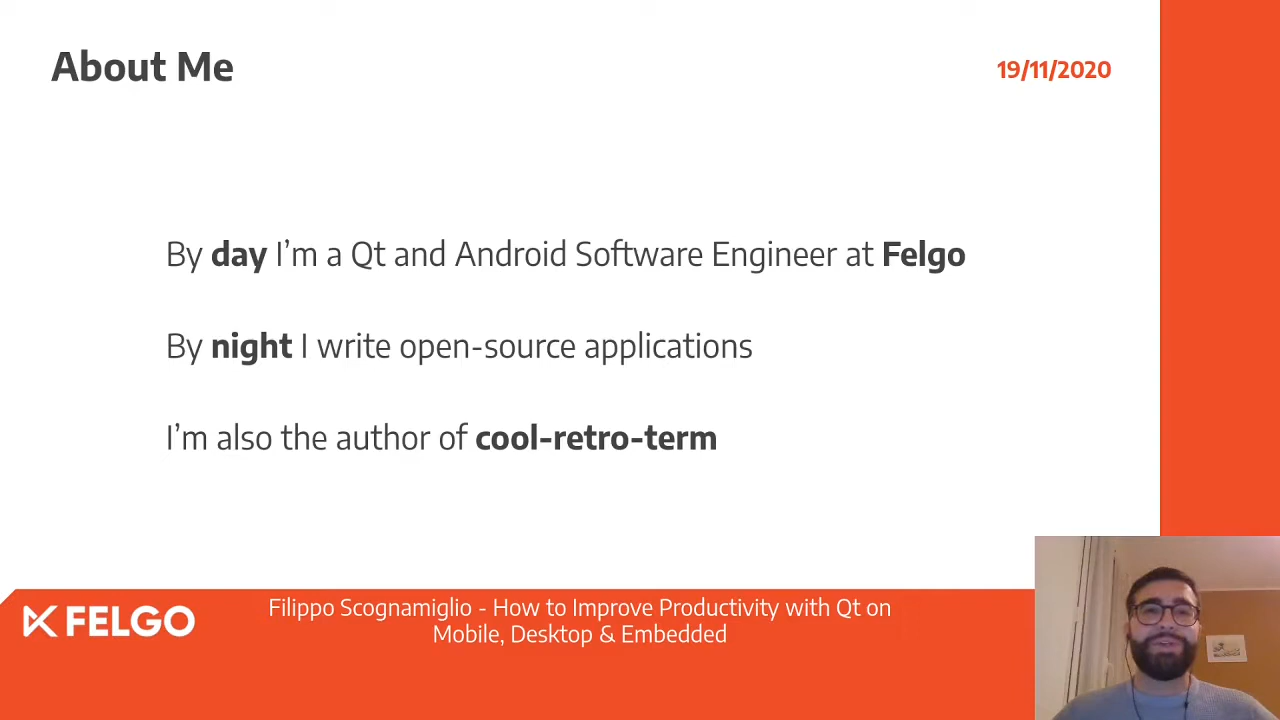 About Me
19/11/2020
By day I’m a Qt and Android Software Engineer at Felgo
By night I write open-source applications
I’m also the author of cool-retro-term
FELGO
Filippo Scognamiglio - How to Improve Productivity with Qt on
Mobile, Desktop & Embedded